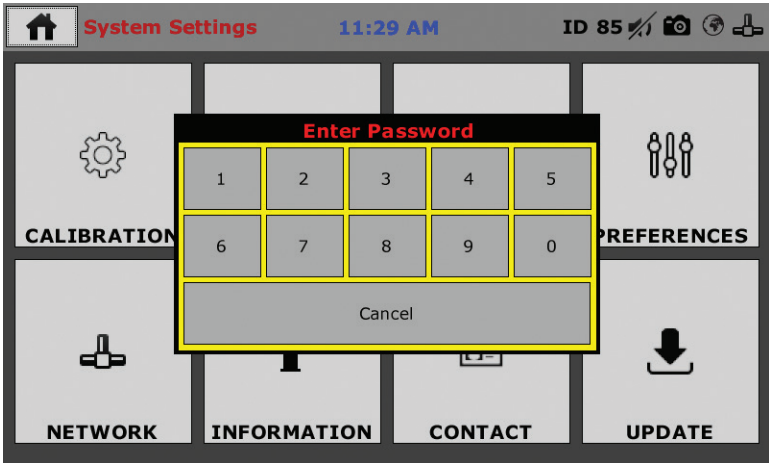 System Settings 11:29 AM ID 85
Enter Password
1 2 3 4 5
CALIBRATION PREFERENCES
6 7 8 9 0
Cancel
NETWORK INFORMATION CONTACT UPDATE